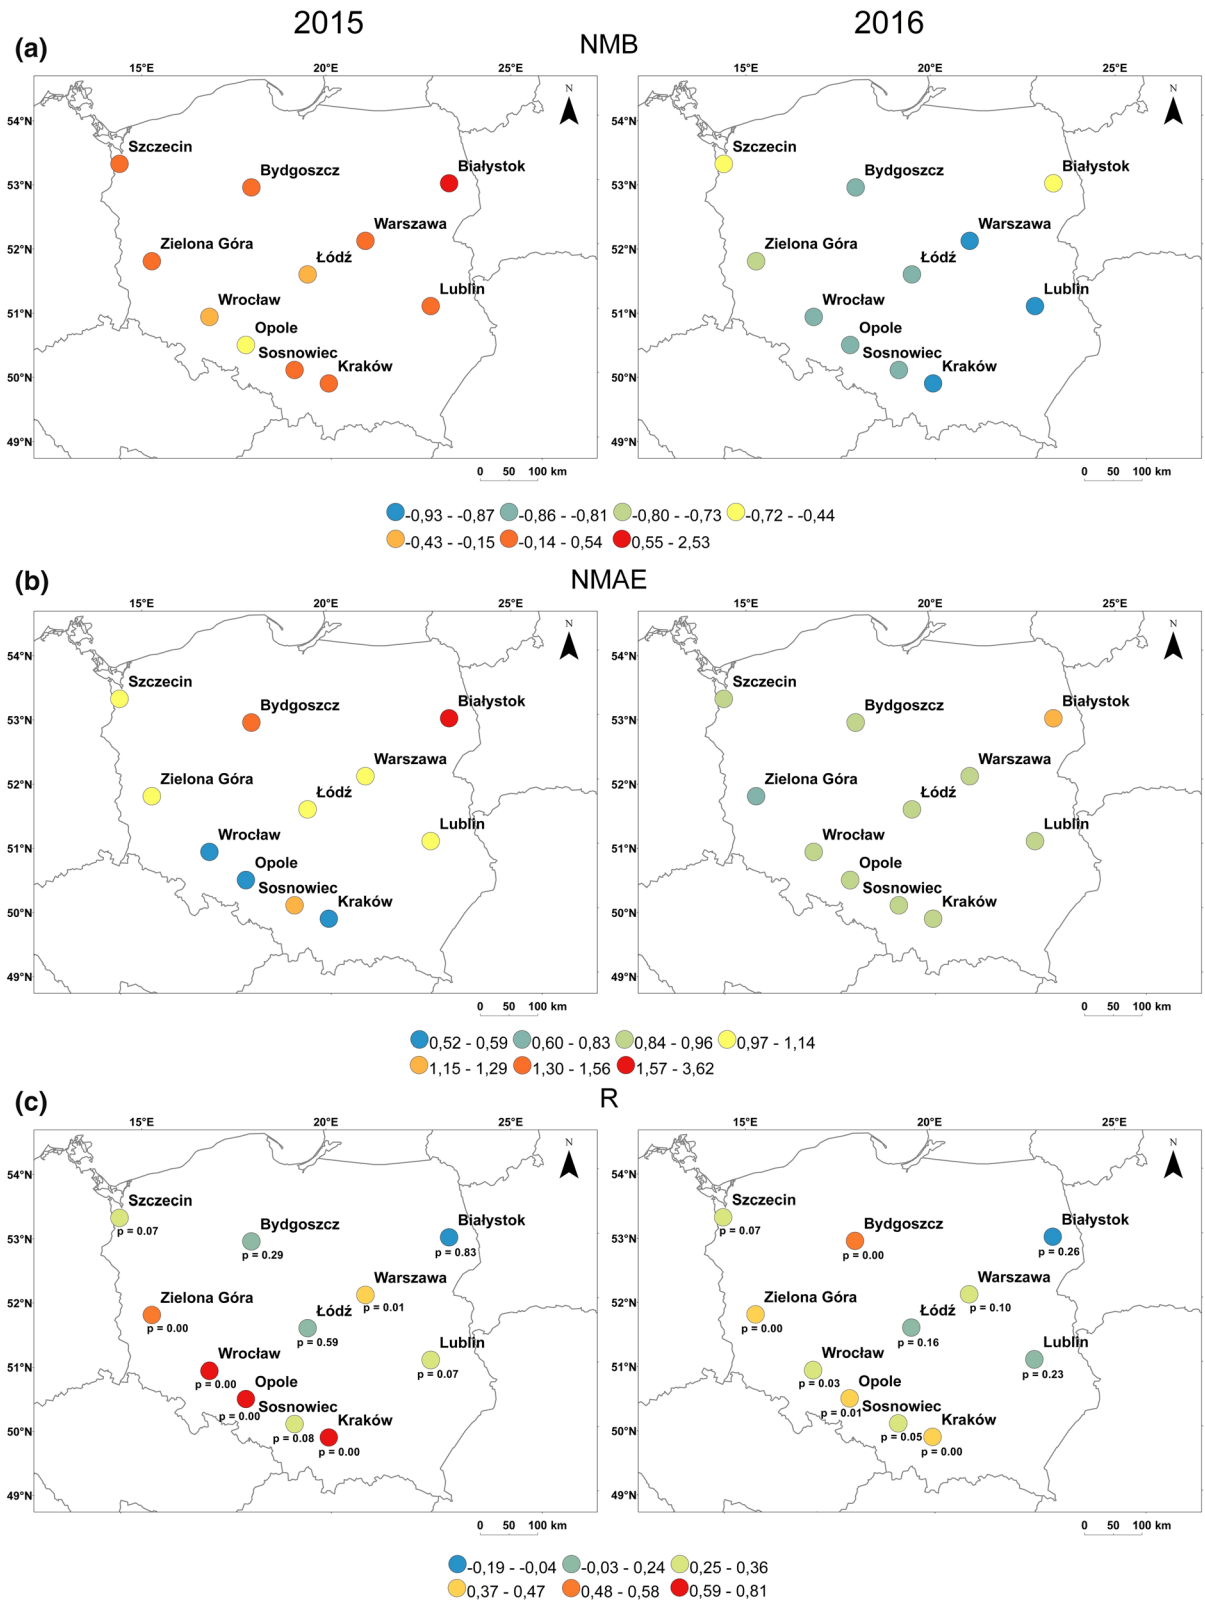 2015 2016
(a) NMB
15°E 20°E 25°E 15°E 20°E 25°E
N N
54°N 54°N
Szczecin Szczecin
Bydgoszcz Białystok Bydgoszcz Białystok
53°N 53°N
Warszawa Warszawa
Zielona Góra Łódź Zielona Góra Łódź
52°N 52°N
Wrocław Lublin Wrocław Lublin
51°N 51°N
Opole Opole
Sosnowiec Kraków Sosnowiec Kraków
50°N 50°N
49°N 49°N
0 50 100 km 0 50 100 km
-0,93 - -0,87 -0,86 - -0,81 -0,80 - -0,73 -0,72 - -0,44
-0,43 - -0,15 -0,14 - 0,54 0,55 - 2,53
(b) NMAE
15°E 20°E 25°E 15°E 20°E 25°E
N N
54°N 54°N
Szczecin Szczecin
Bydgoszcz Białystok Bydgoszcz Białystok
53°N 53°N
Warszawa Warszawa
Zielona Góra Łódź Zielona Góra Łódź
52°N 52°N
Wrocław Lublin Wrocław Lublin
51°N 51°N
Opole Opole
Sosnowiec Kraków Sosnowiec Kraków
50°N 50°N
49°N 49°N
0 50 100 km 0 50 100 km
0,52 - 0,59 0,60 - 0,83 0,84 - 0,96 0,97 - 1,14
1,15 - 1,29 1,30 - 1,56 1,57 - 3,62
(c) R
15°E 20°E 25°E 15°E 20°E 25°E
N N
54°N 54°N
Szczecin Szczecin
p = 0.07 p = 0.07
Bydgoszcz Białystok Bydgoszcz Białystok
53°N 53°N
p = 0.29 p = 0.83 p = 0.00 p = 0.26
Warszawa Warszawa
Zielona Góra Łódź Zielona Góra Łódź
52°N p = 0.01 52°N p = 0.10
p = 0.00 p = 0.59 p = 0.00 p = 0.16
Wrocław Lublin Wrocław Lublin
51°N p = 0.07 51°N p = 0.23
p = 0.00 Opole p = 0.03 Opole
p = 0.00 Sosnowiec Kraków p = 0.01 Sosnowiec Kraków
50°N p = 0.08 p = 0.00 50°N p = 0.05 p = 0.00
49°N 49°N
0 50 100 km 0 50 100 km
-0,19 - -0,04 -0,03 - 0,24 0,25 - 0,36
0,37 - 0,47 0,48 - 0,58 0,59 - 0,81